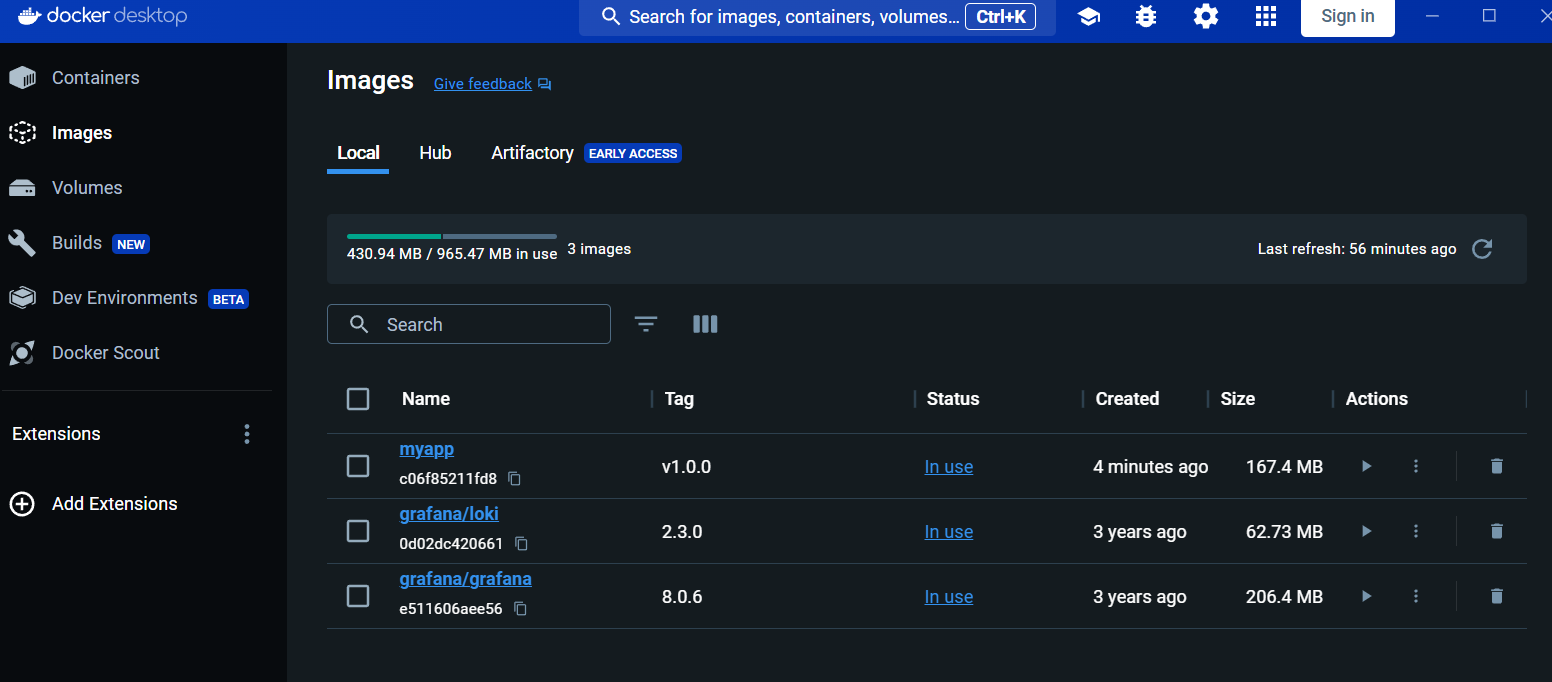 docker desktop
Search for images, containers, volumes... Ctrl+K
Sign in
Containers
Images
Volumes
Builds NEW
Dev Environments BETA
Docker Scout
Extensions
Add Extensions
Images Give feedback
Local Hub Artifactory EARLY ACCESS
430.94 MB / 965.47 MB in use 3 images Last refresh: 56 minutes ago
Search
Name Tag Status Created Size Actions
myapp
c06f85211fd8 v1.0.0 In use 4 minutes ago 167.4 MB
grafana/loki
0d02dc420661 2.3.0 In use 3 years ago 62.73 MB
grafana/grafana
e511606aee56 8.0.6 In use 3 years ago 206.4 MB